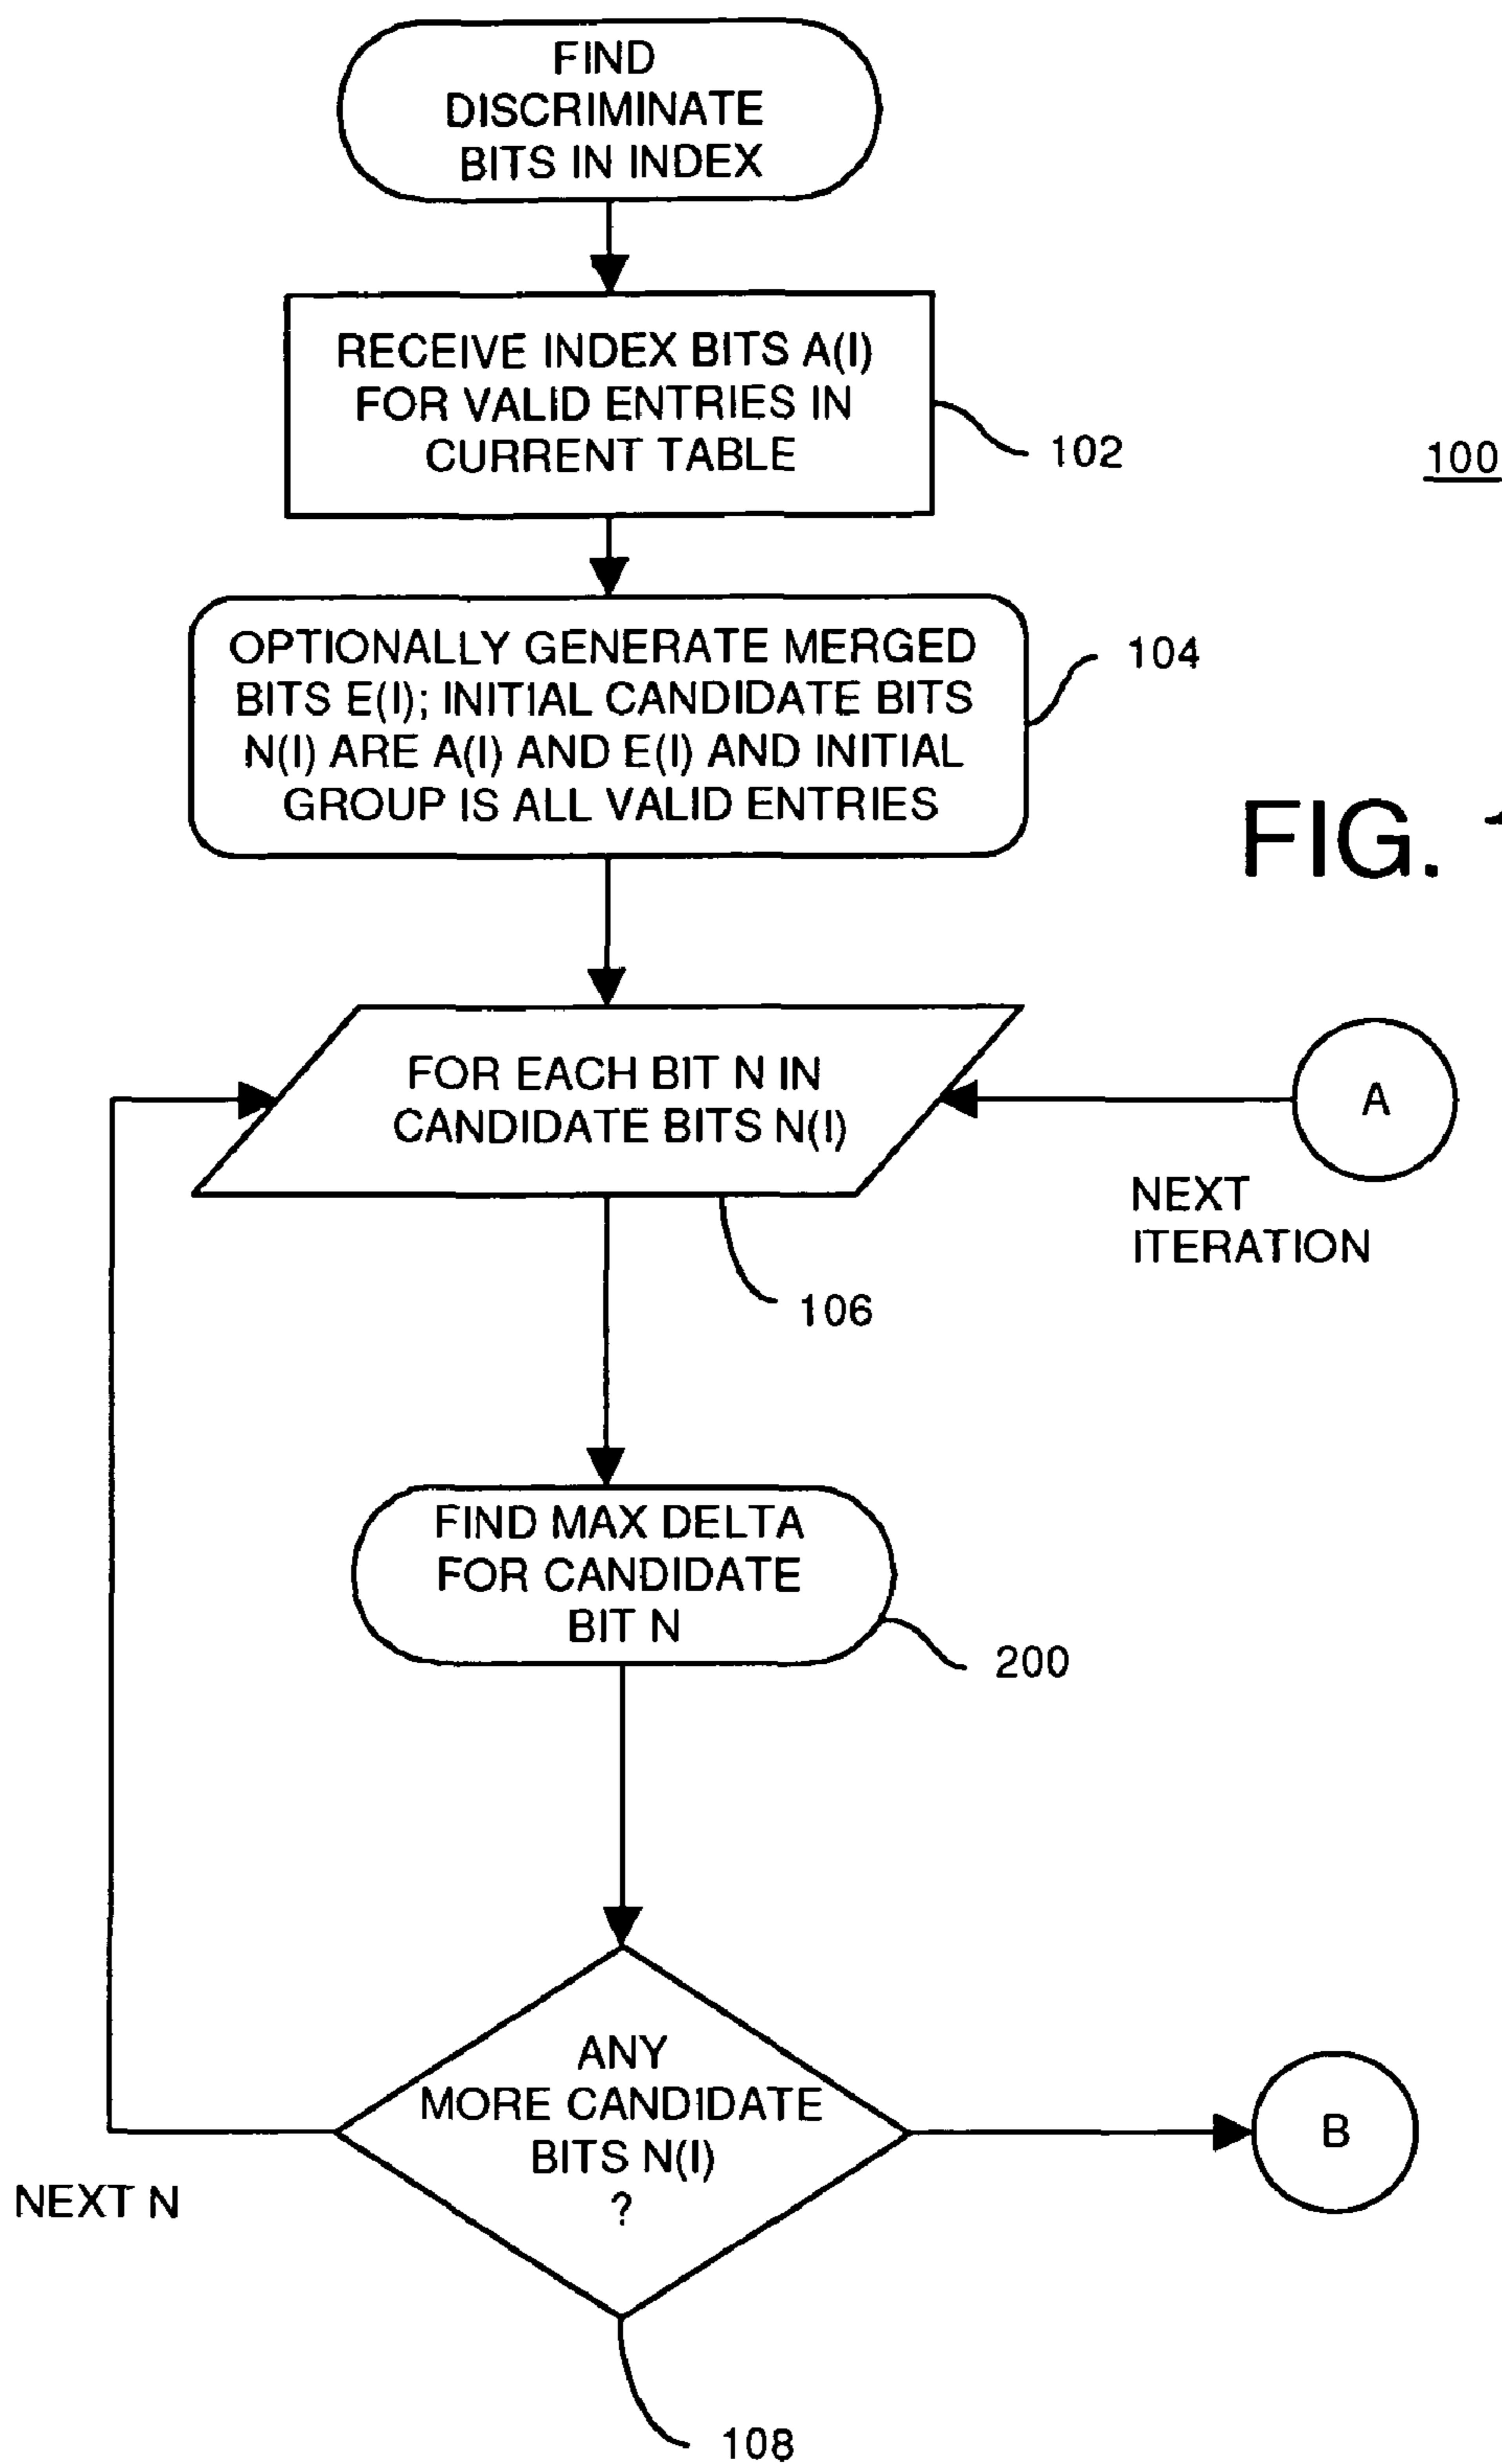 FIND
DISCRIMINATE
BITS IN INDEX
RECEIVE INDEX BITS A(I)
FOR VALID ENTRIES IN
CURRENT TABLE
102
100
OPTIONALLY GENERATE MERGED
BITS E(I); INITIAL CANDIDATE BITS
N(I) ARE A(I) AND E(I) AND INITIAL
GROUP IS ALL VALID ENTRIES
104
FIG.
FOR EACH BIT N IN
CANDIDATE BITS N(I)
A
NEXT
ITERATION
106
FIND MAX DELTA
FOR CANDIDATE
BIT N
200
ANY
MORE CANDIDATE
BITS N(I)
?
B
NEXT N
108